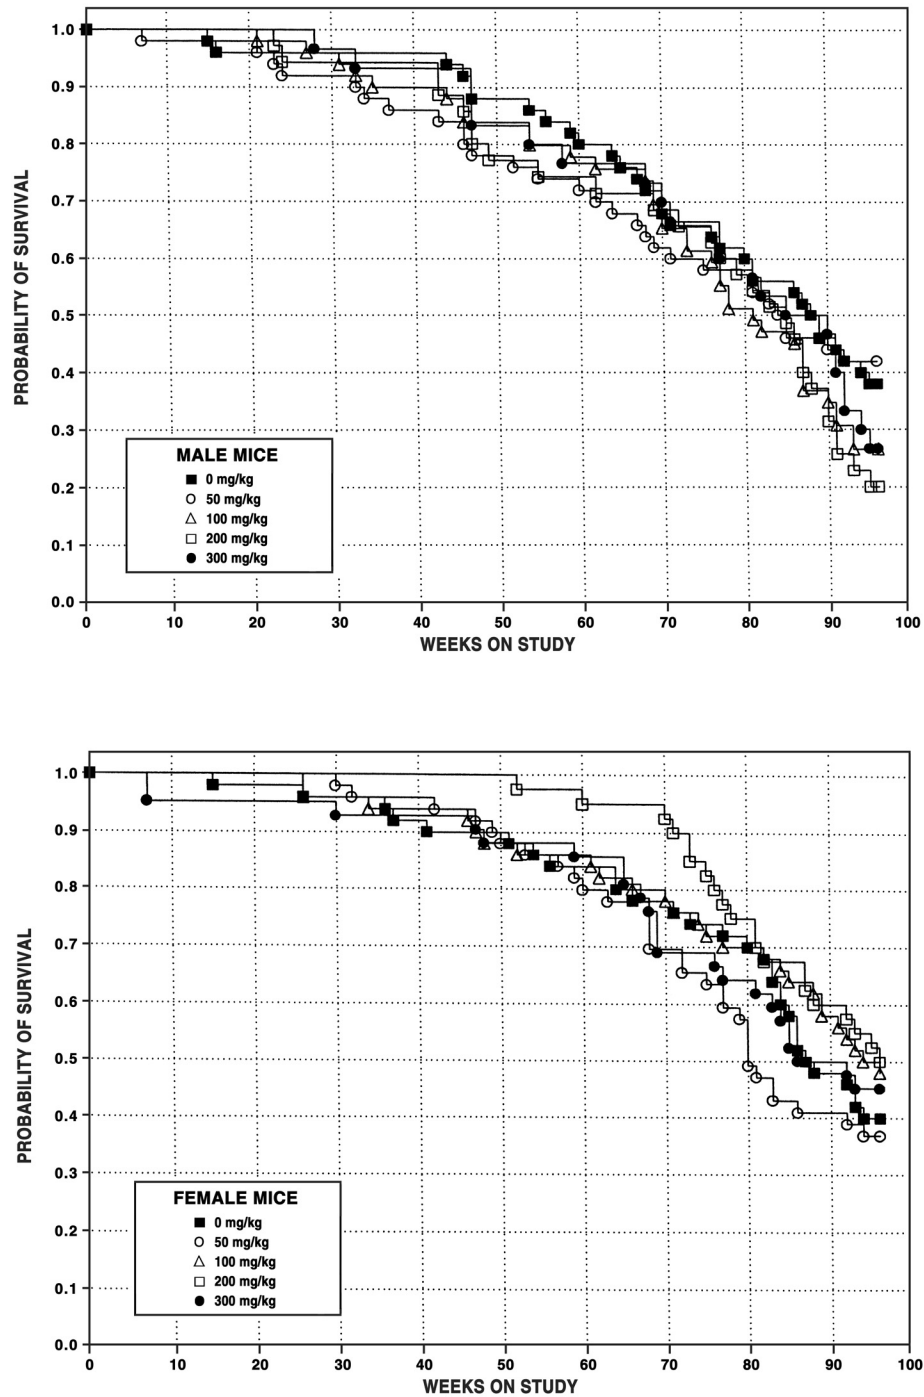 1.0
0.9
0.8
0.7
0.6
0.5
0.4
0.3
0.2
0.1
0.0
PROBABILITY OF SURVIVAL
MALE MICE
0 mg/kg
50 mg/kg
100 mg/kg
200 mg/kg
300 mg/kg
0 10 20 30 40 50 60 70 80 90 100
WEEKS ON STUDY
1.0
0.9
0.8
0.7
0.6
0.5
0.4
0.3
0.2
0.1
0.0
PROBABILITY OF SURVIVAL
FEMALE MICE
0 mg/kg
50 mg/kg
100 mg/kg
200 mg/kg
300 mg/kg
0 10 20 30 40 50 60 70 80 90 100
WEEKS ON STUDY